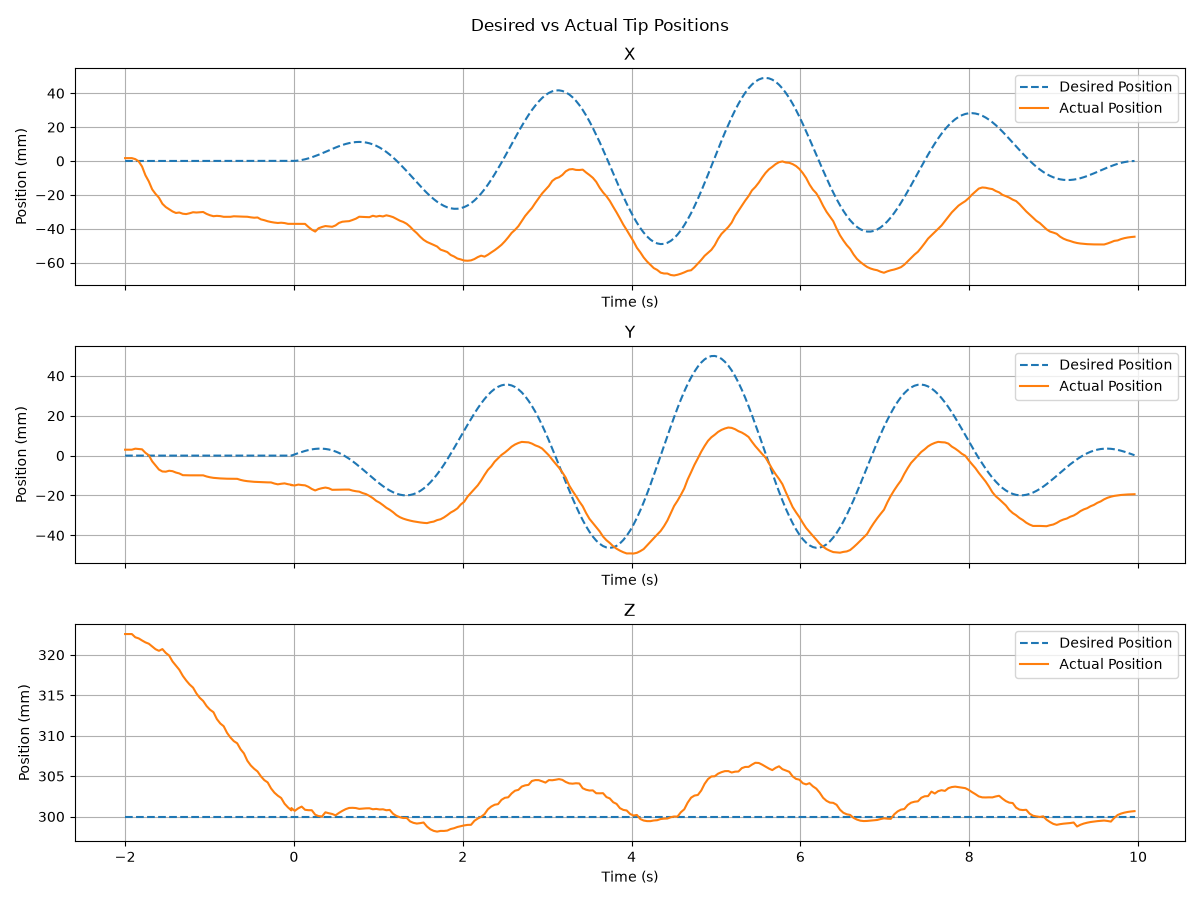 Desired vs Actual Tip Positions
X
Position (mm)
40
20
0
−20
−40
−60
Desired Position
Actual Position
Time (s)
Y
Position (mm)
40
20
0
−20
−40
Desired Position
Actual Position
Time (s)
Z
Position (mm)
320
315
310
305
300
Desired Position
Actual Position
−2 0 2 4 6 8 10
Time (s)